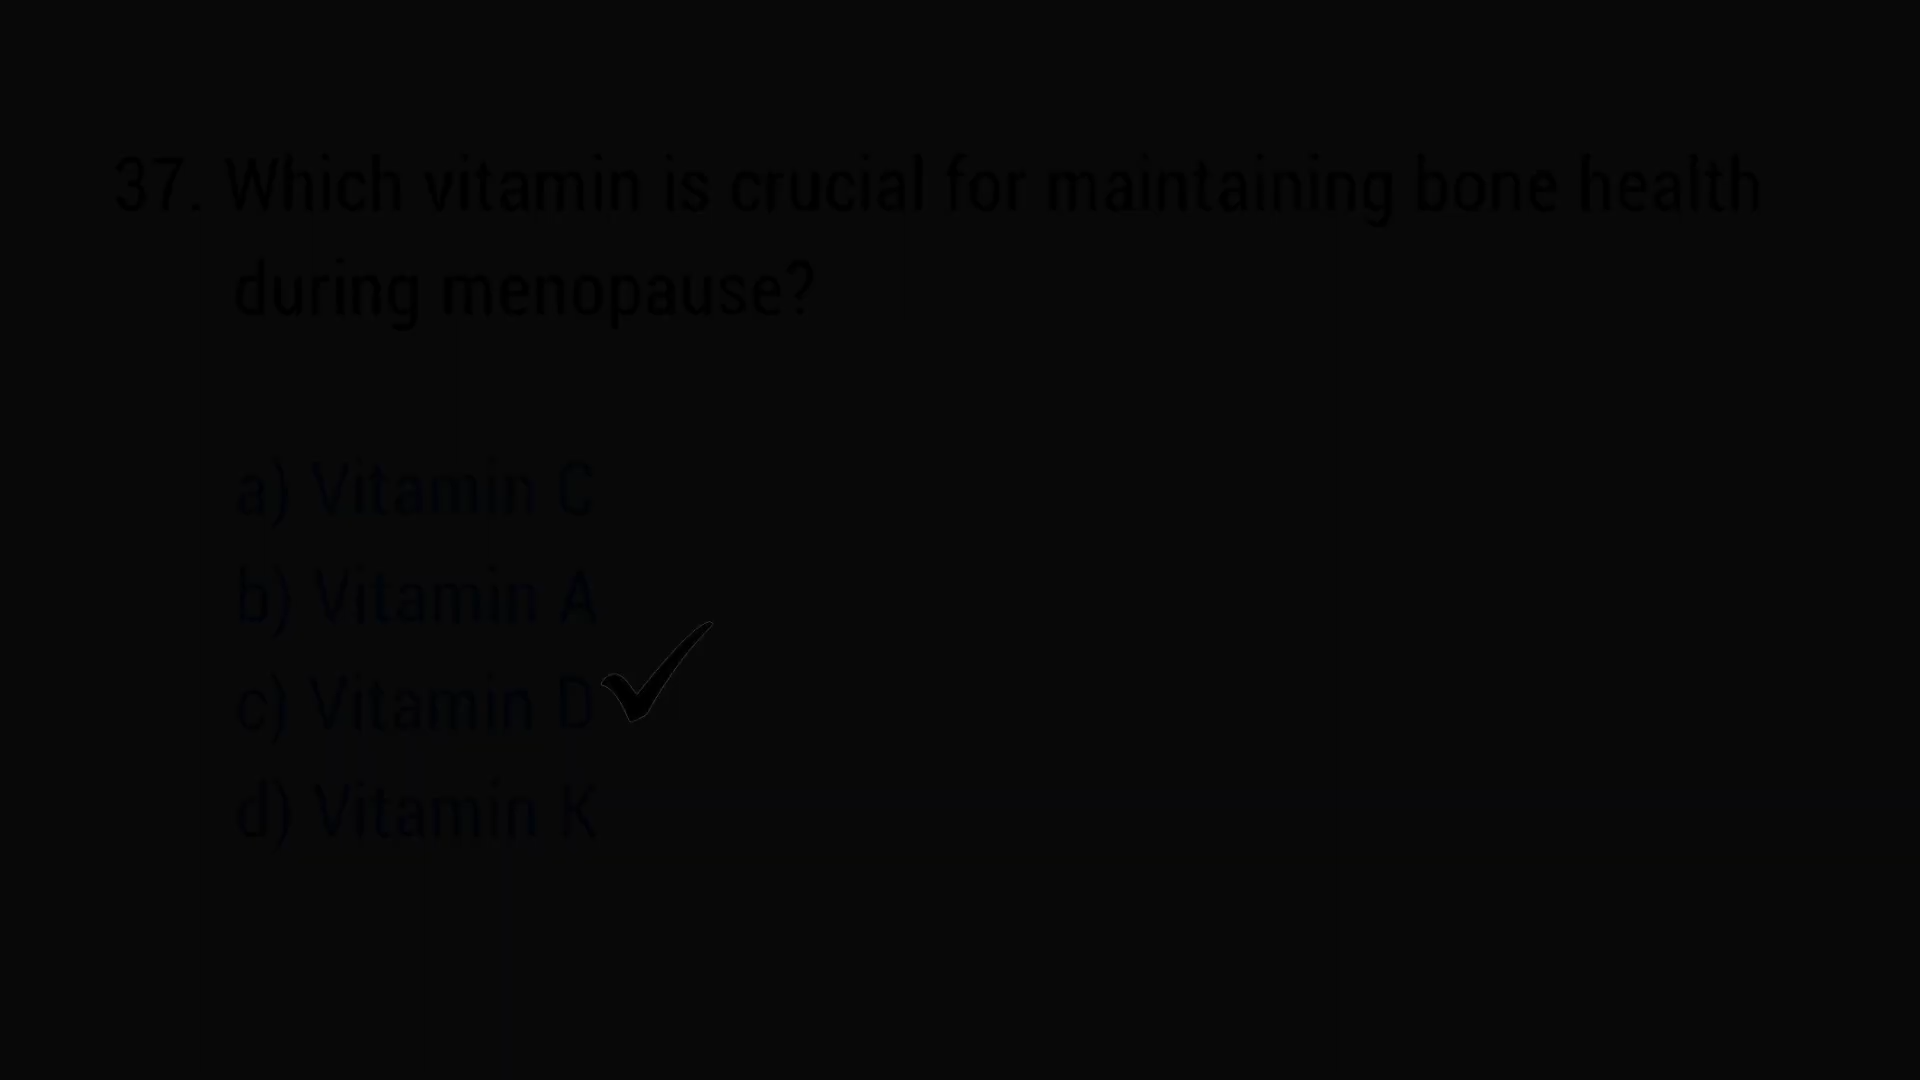 37. Which vitamin is crucial for maintaining bone health
during menopause?
a) Vitamin C
b) Vitamin A
c) Vitamin D
d) Vitamin K